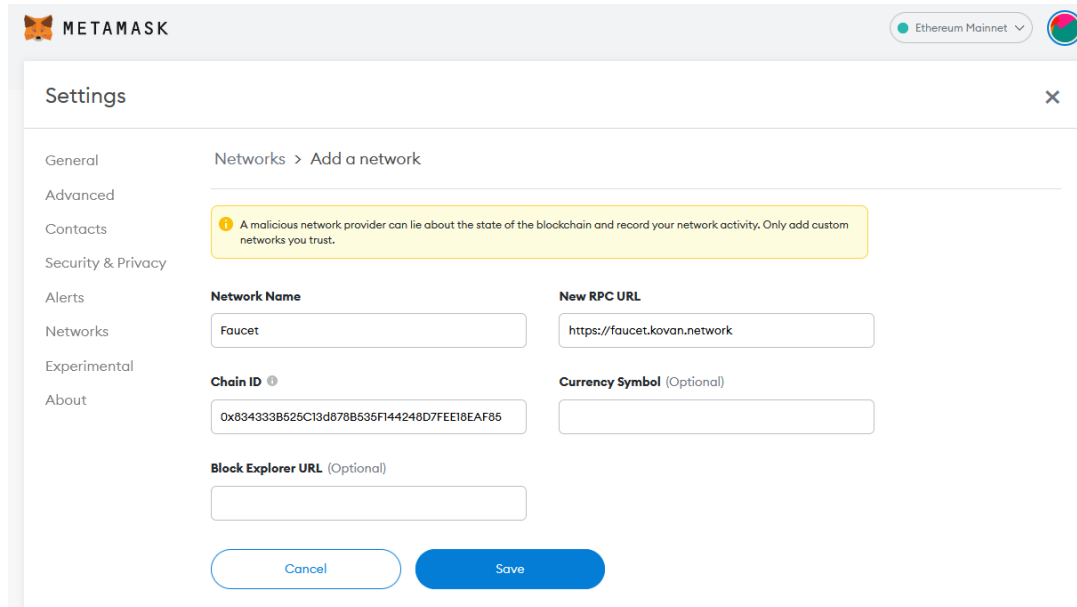 METAMASK
Ethereum Mainnet
Settings
General
Advanced
Contacts
Security & Privacy
Alerts
Networks
Experimental
About
Networks > Add a network
A malicious network provider can lie about the state of the blockchain and record your network activity. Only add custom
networks you trust.
Network Name
Faucet
New RPC URL
https://faucet.kovan.network
Chain ID
0x834333B525C13d878B535F144248D7FEE18EAF85
Currency Symbol (Optional)
Block Explorer URL (Optional)
Cancel
Save